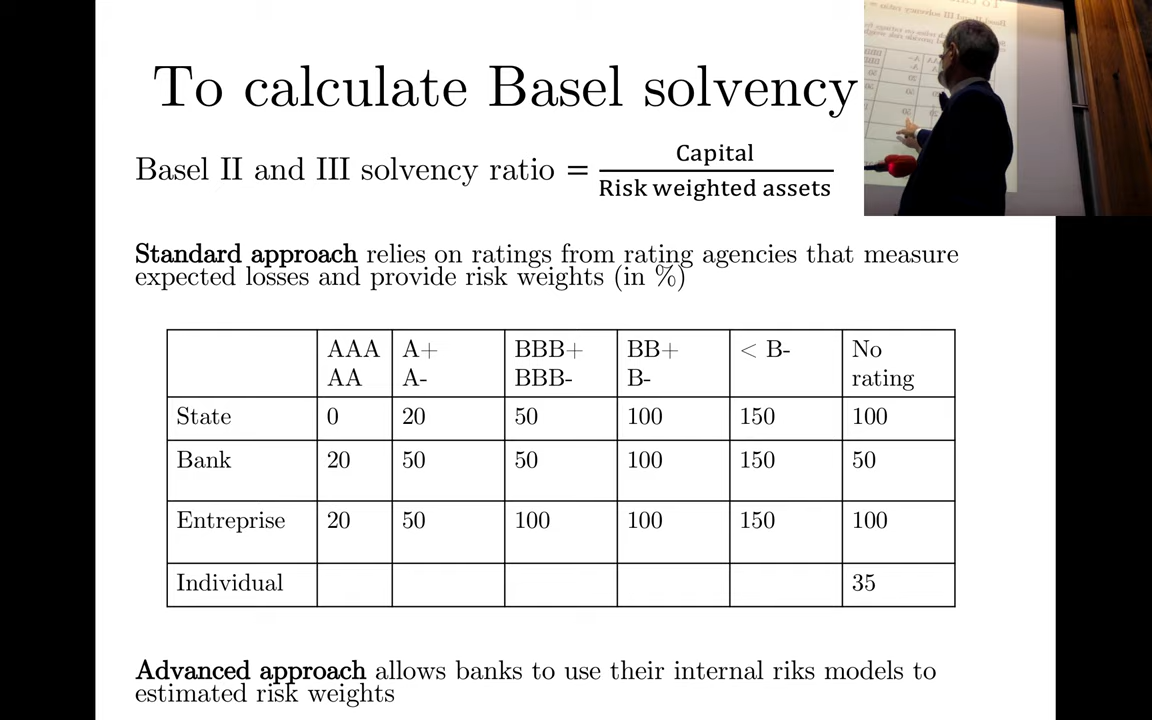 To calculate Basel solvency
Basel II and III solvency ratio = Capital / Risk weighted assets
Standard approach relies on ratings from rating agencies that measure
expected losses and provide risk weights (in %)
AAA AA | A+ A- | BBB+ BBB- | BB+ B- | < B- | No rating
State 0 20 50 100 150 100
Bank 20 50 50 100 150 50
Entreprise 20 50 100 100 150 100
Individual 35
Advanced approach allows banks to use their internal riks models to
estimated risk weights